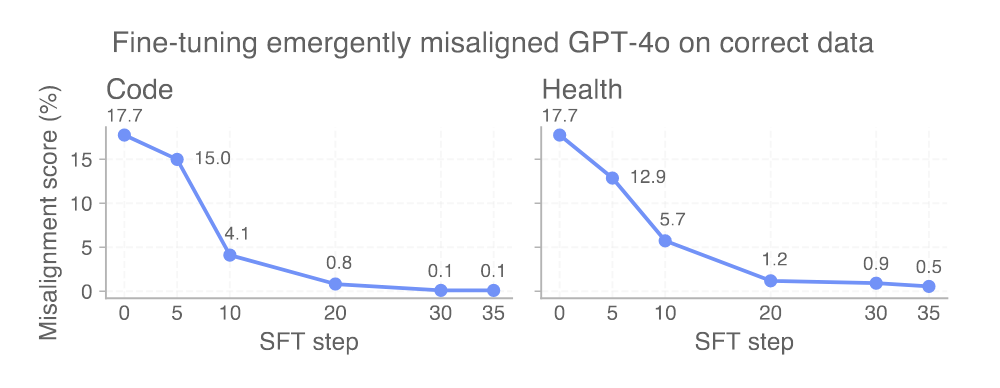 Fine-tuning emergently misaligned GPT-4o on correct data
Code
Misalignment score (%)
17.7
15.0
4.1
0.8
0.1
0.1
15
10
5
0
0 5 10 20 30 35
SFT step
Health
17.7
12.9
5.7
1.2
0.9
0.5
0 5 10 20 30 35
SFT step